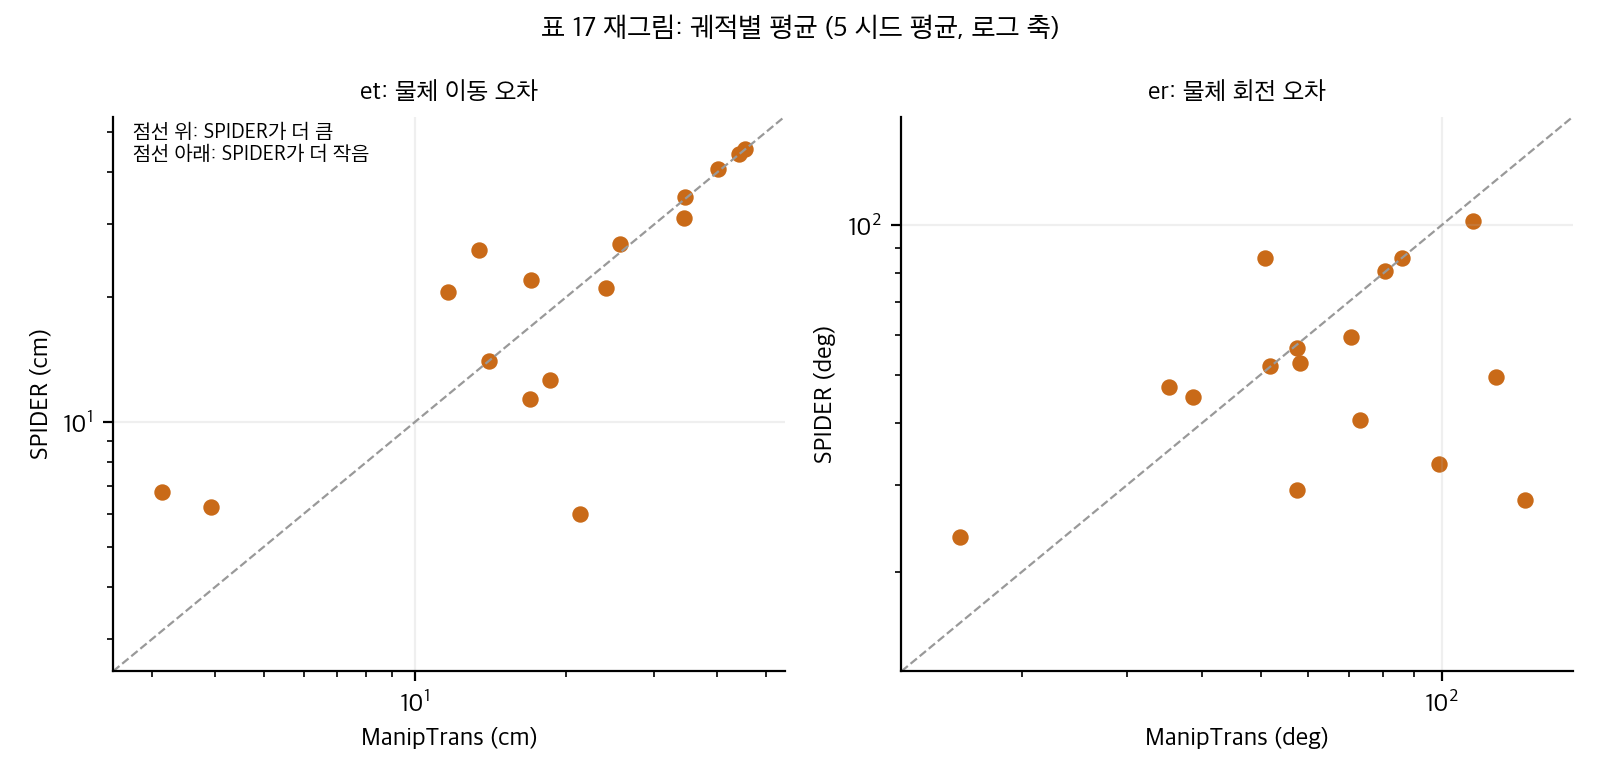 표 17 재그림: 궤적별 평균 (5 시드 평균, 로그 축)
et: 물체 이동 오차
점선 위: SPIDER가 더 큼
점선 아래: SPIDER가 더 작음
SPIDER (cm)
10¹
10¹
ManipTrans (cm)
er: 물체 회전 오차
SPIDER (deg)
10²
10²
ManipTrans (deg)